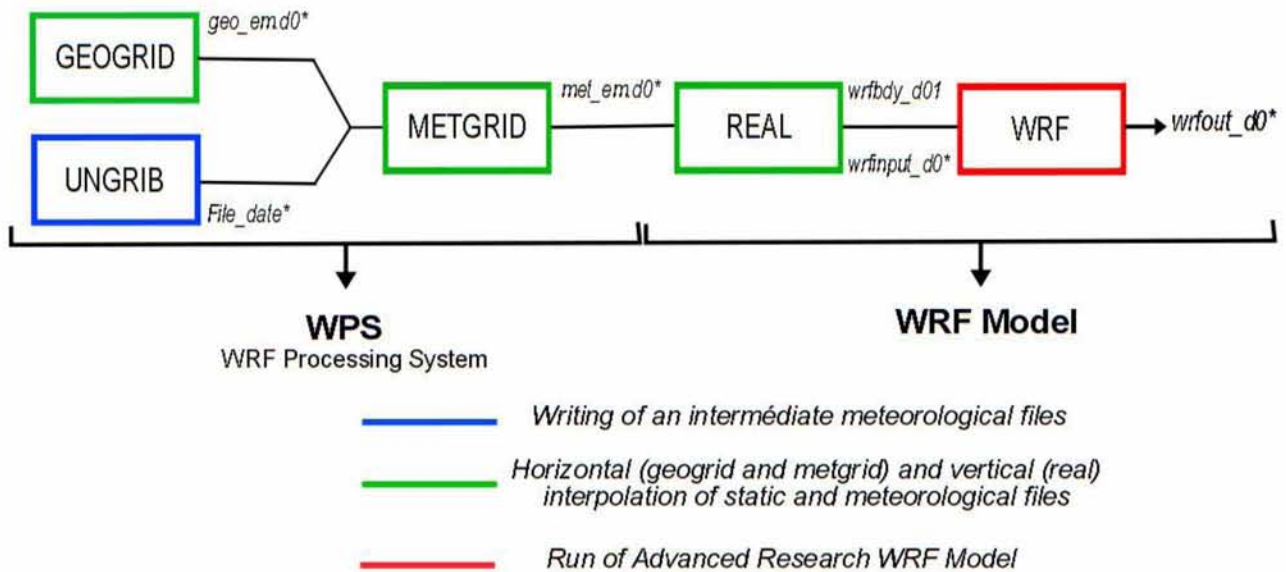 geo_em.d0*
GEOGRID
met_em.d0*
wrfbdy_d01
METGRID
REAL
WRF
wrfout_d0*
UNGRIB
wrfinput_d0*
File_date*
WPS
WRF Processing System
WRF Model
Writing of an intermédiate meteorological files
Horizontal (geogrid and metgrid) and vertical (real)
interpolation of static and meteorological files
Run of Advanced Research WRF Model